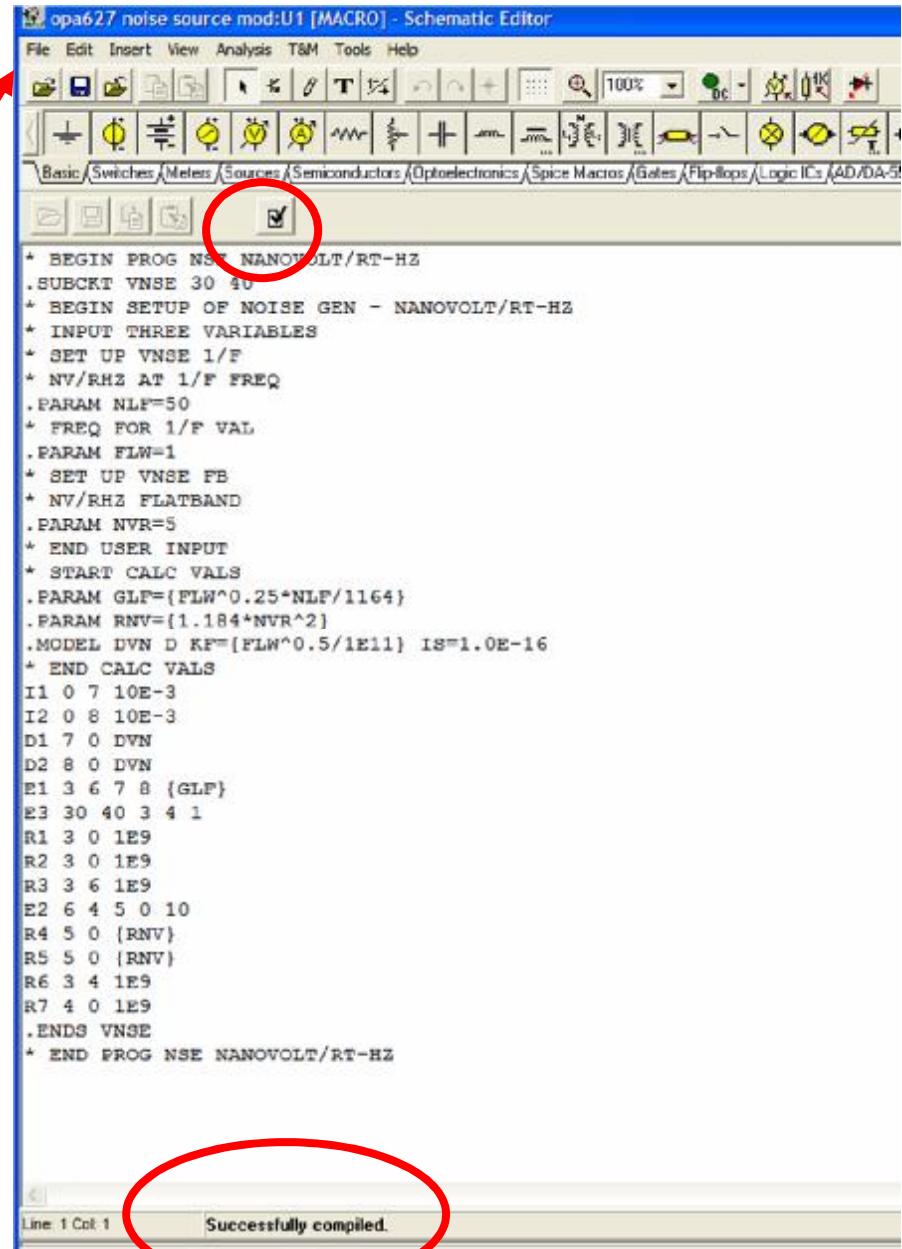 opa627 noise source mod:U1 [MACRO] - Schematic Editor
File Edit Insert View Analysis T&M Tools Help
T 100% DC 1K
Basic Switches Meters Sources Semiconductors Optoelectronics Spice Macros Gates Flip-flops Logic ICs AD/DA-55
* BEGIN PROG NSE NANOVOLT/RT-HZ
.SUBCKT VNSE 30 40
* BEGIN SETUP OF NOISE GEN - NANOVOLT/RT-HZ
* INPUT THREE VARIABLES
* SET UP VNSE 1/F
* NV/RHZ AT 1/F FREQ
.PARAM NLF=50
* FREQ FOR 1/F VAL
.PARAM FLW=1
* SET UP VNSE FB
* NV/RHZ FLATBAND
.PARAM NVR=5
* END USER INPUT
* START CALC VALS
.PARAM GLF={FLW^0.25*NLF/1164}
.PARAM RNV={1.184*NVR^2}
.MODEL DVN D KF={FLW^0.5/1E11} IS=1.0E-16
* END CALC VALS
I1 0 7 10E-3
I2 0 8 10E-3
D1 7 0 DVN
D2 8 0 DVN
E1 3 6 7 8 {GLF}
E3 30 40 3 4 1
R1 3 0 1E9
R2 3 0 1E9
R3 3 6 1E9
E2 6 4 5 0 10
R4 5 0 {RNV}
R5 5 0 {RNV}
R6 3 4 1E9
R7 4 0 1E9
.ENDS VNSE
* END PROG NSE NANOVOLT/RT-HZ
Line: 1 Col: 1 Successfully compiled.